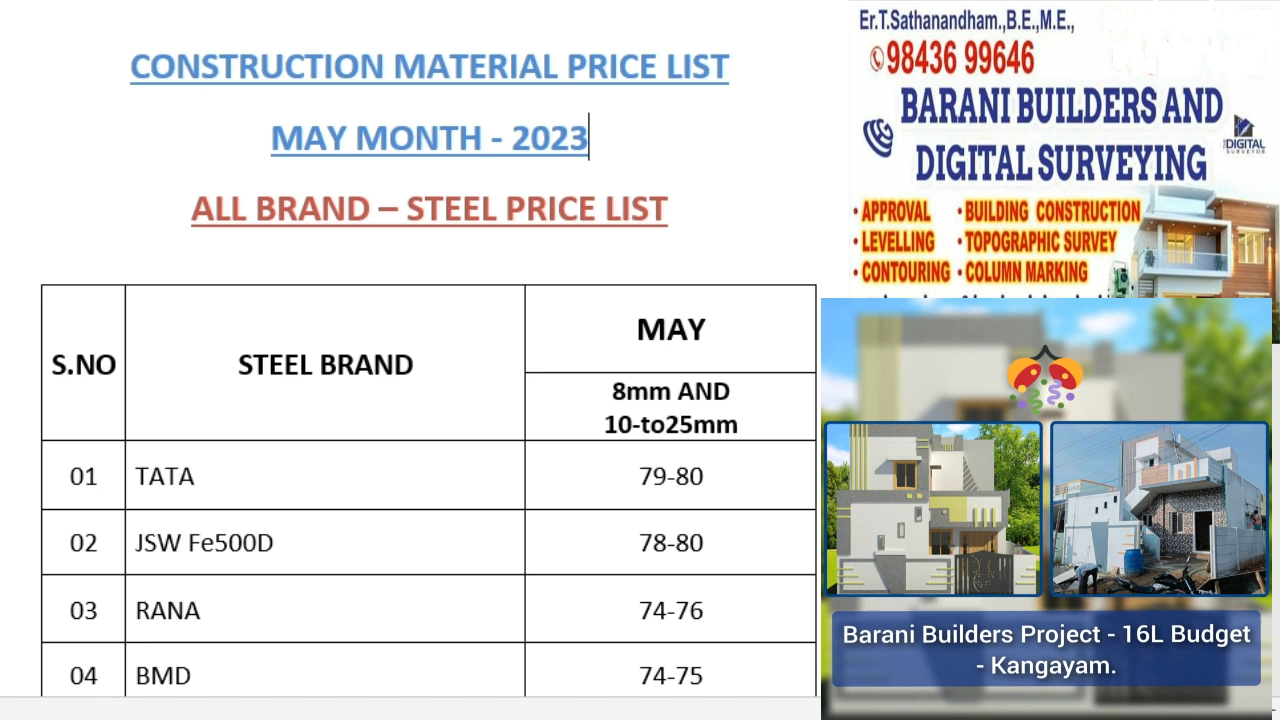 CONSTRUCTION MATERIAL PRICE LIST
MAY MONTH - 2023
ALL BRAND – STEEL PRICE LIST
S.NO STEEL BRAND MAY
8mm AND
10-to25mm
01 TATA 79-80
02 JSW Fe500D 78-80
03 RANA 74-76
04 BMD 74-75
Er.T.Sathanandham.,B.E.,M.E.,
98436 99646
BARANI BUILDERS AND
DIGITAL SURVEYING
DIGITAL
SURVEYOR
• APPROVAL • BUILDING CONSTRUCTION
• LEVELLING • TOPOGRAPHIC SURVEY
• CONTOURING • COLUMN MARKING
Barani Builders Project - 16L Budget
- Kangayam.